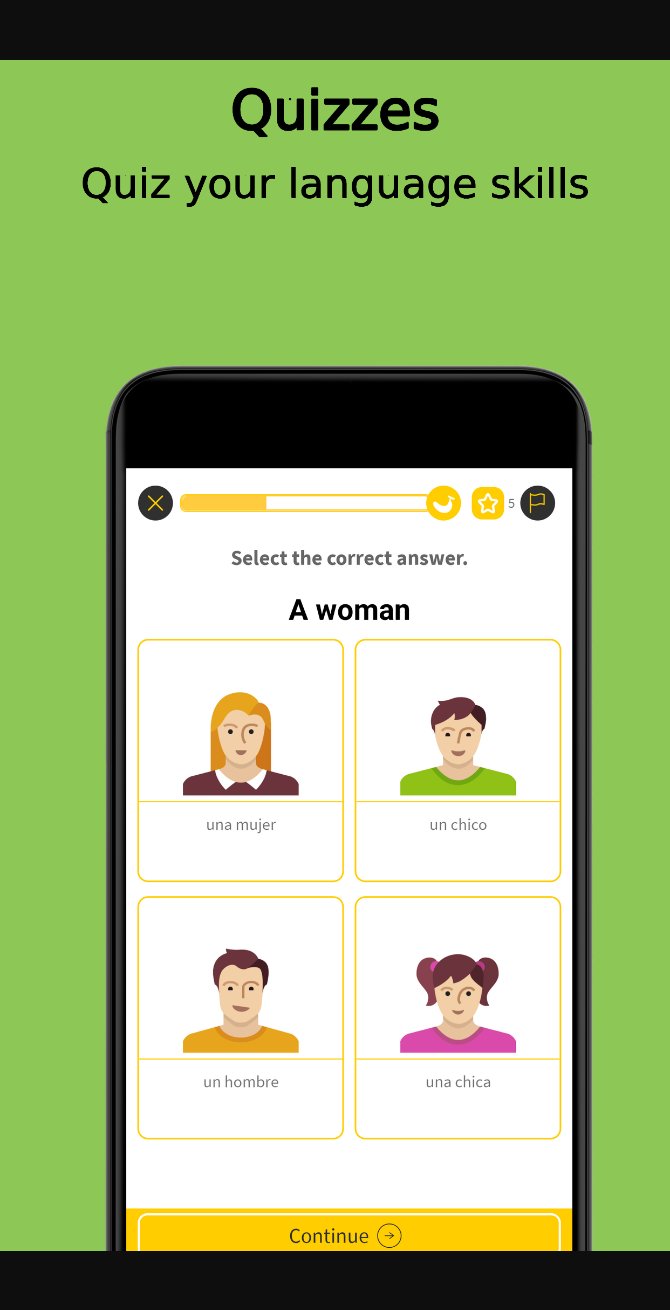 Quizzes
Quiz your language skills
5
Select the correct answer.
A woman
una mujer
un chico
un hombre
una chica
Continue